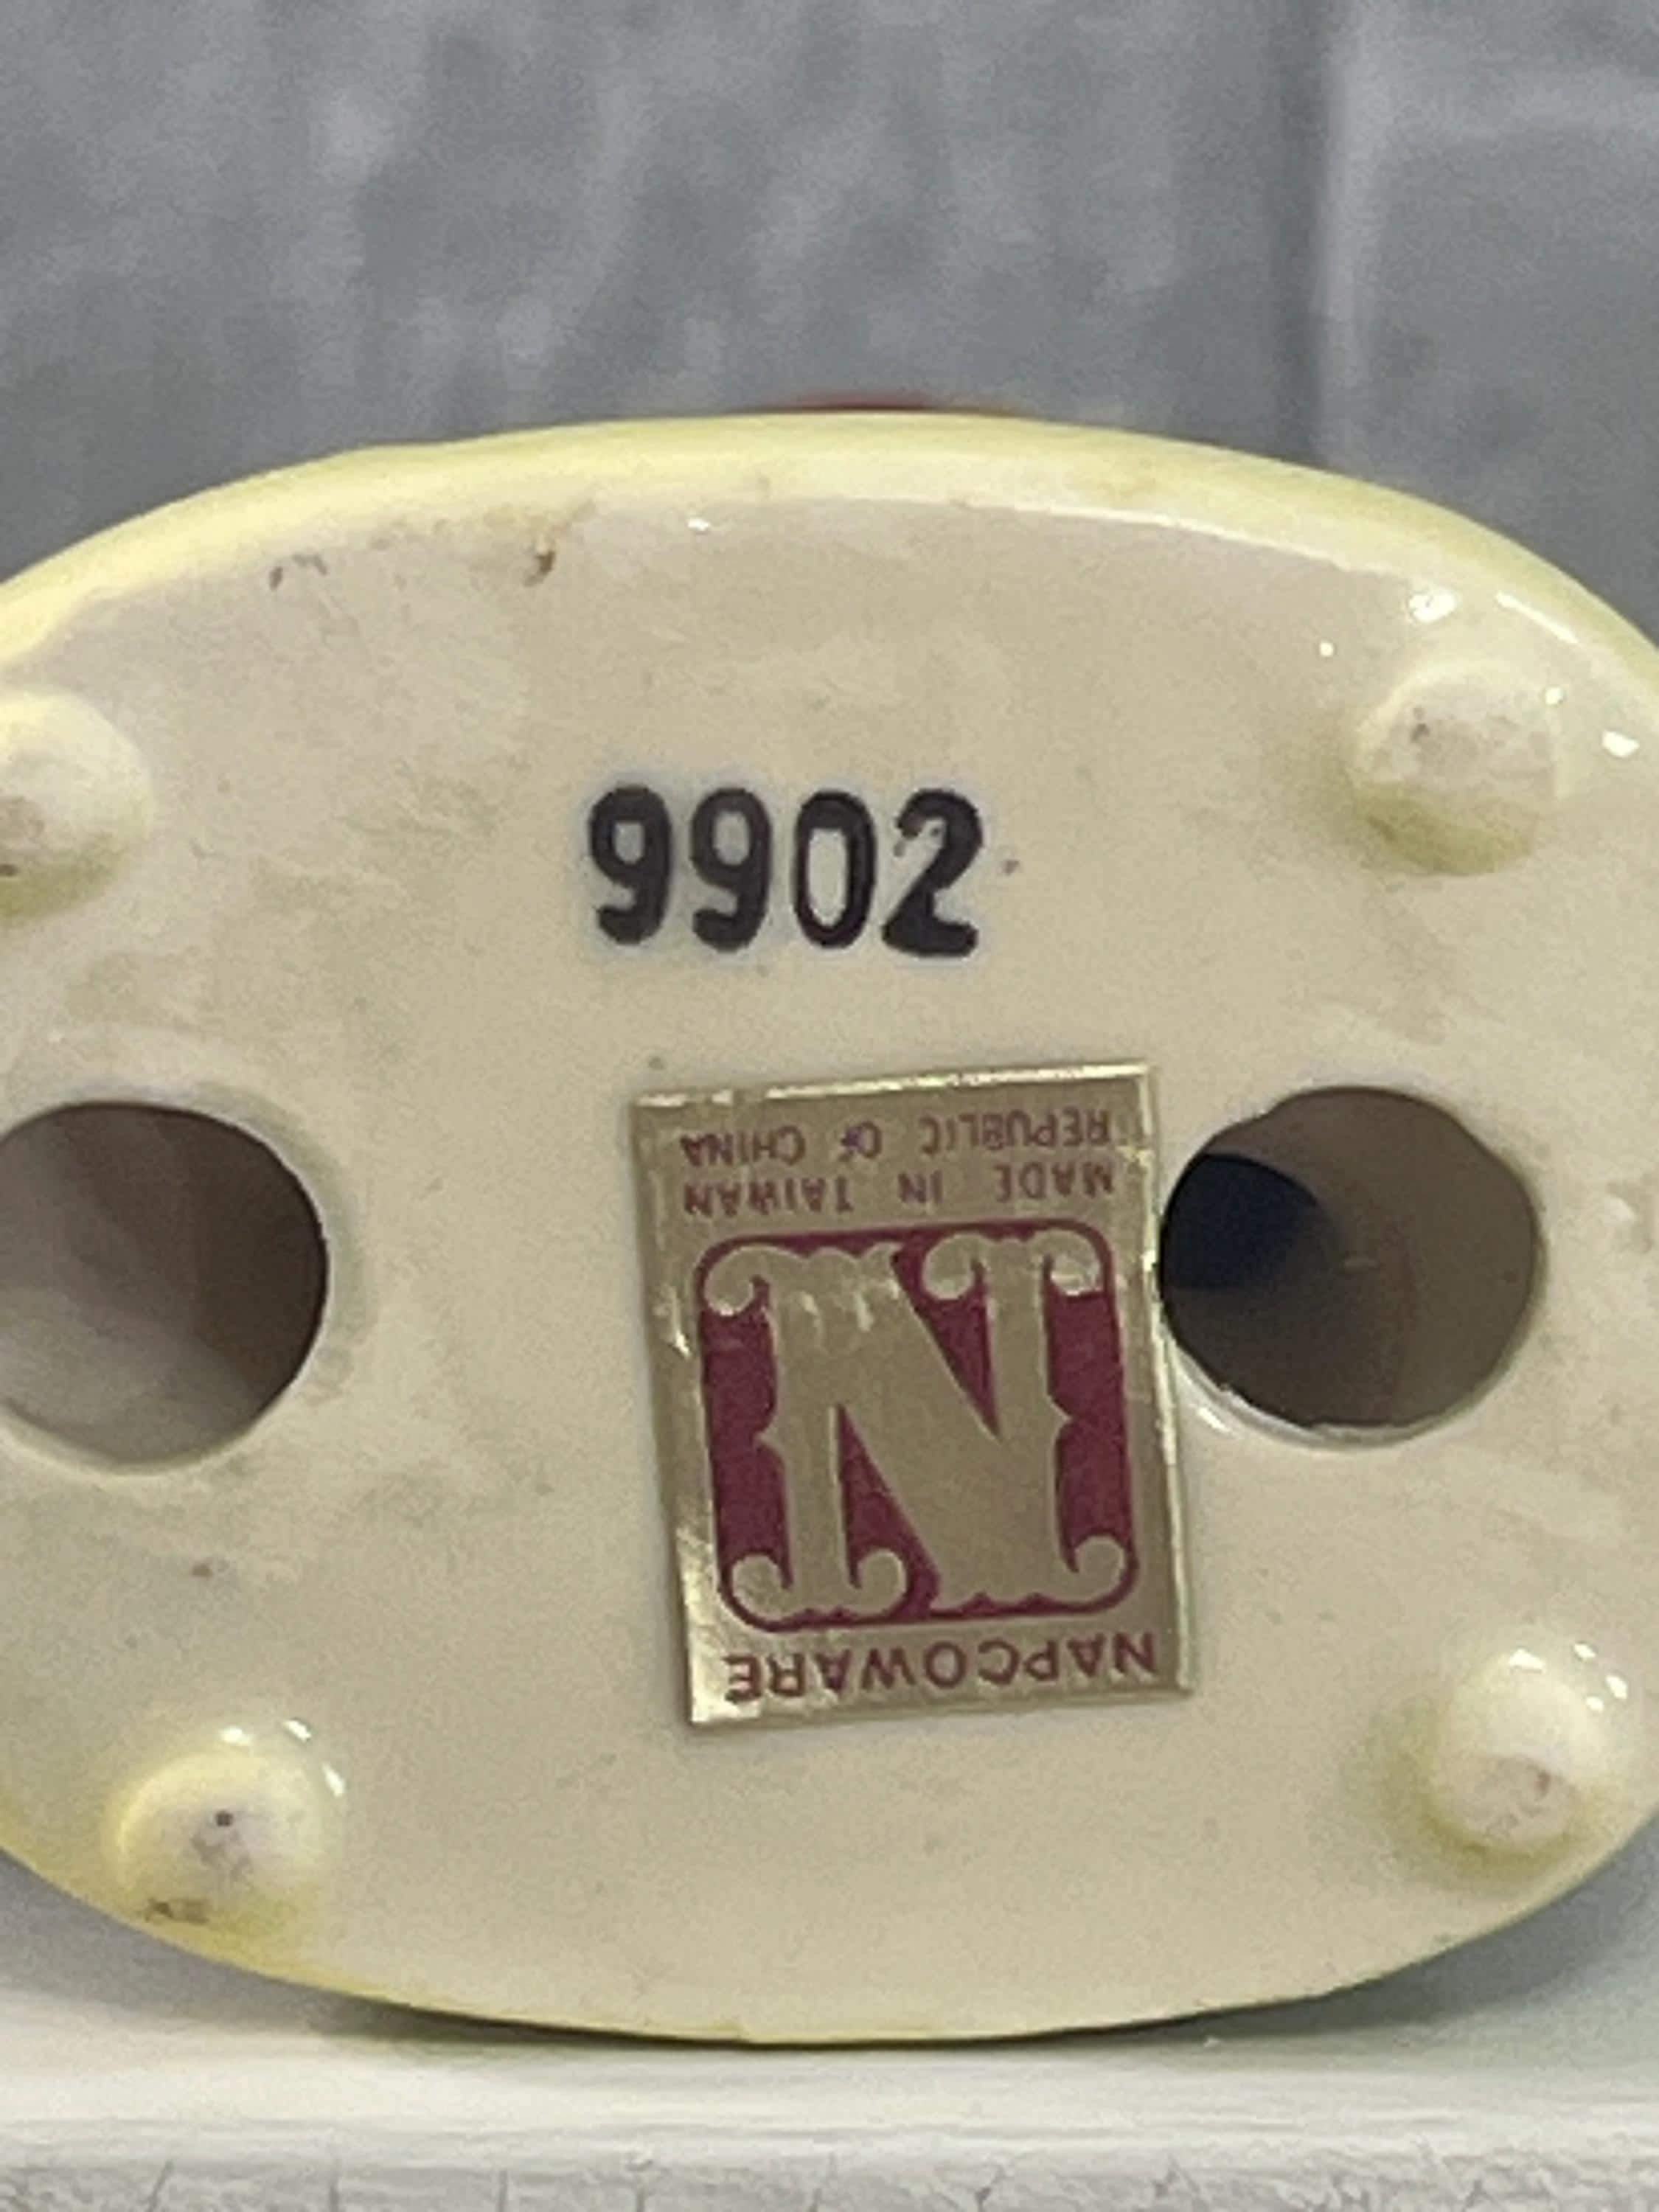 9902
NAPCOWARE
N
MADE IN TAIWAN
REPUBLIC OF CHINA